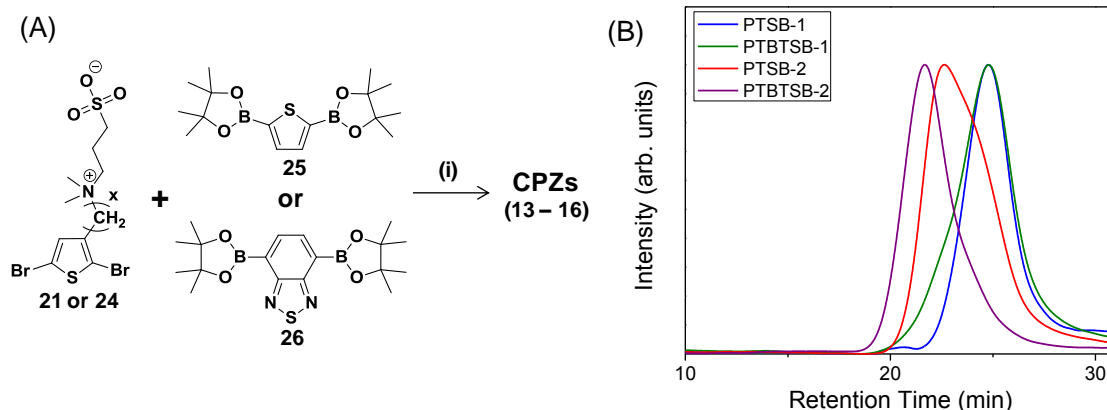 (A)
O
⊖
O
S
O
N
⊕
x
CH2
Br
S
Br
21 or 24
+
O
B
O
S
O
B
O
25
or
O
B
O
O
B
O
N
N
S
26
(i)
CPZs
(13 – 16)
(B)
PTSB-1
PTBTSB-1
PTSB-2
PTBTSB-2
Intensity (arb. units)
10
20
30
Retention Time (min)